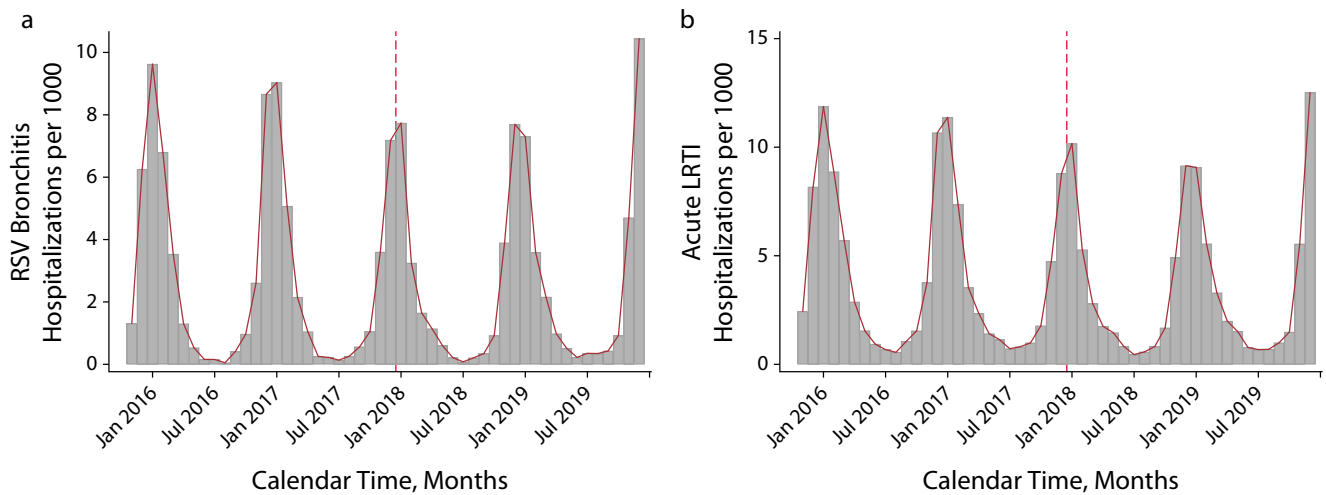 a
RSV Bronchitis
Hospitalizations per 1000
10
8
6
4
2
0
Jan 2016
Jul 2016
Jan 2017
Jul 2017
Jan 2018
Jul 2018
Jan 2019
Jul 2019
Calendar Time, Months
b
Acute LRTI
Hospitalizations per 1000
15
10
5
0
Jan 2016
Jul 2016
Jan 2017
Jul 2017
Jan 2018
Jul 2018
Jan 2019
Jul 2019
Calendar Time, Months